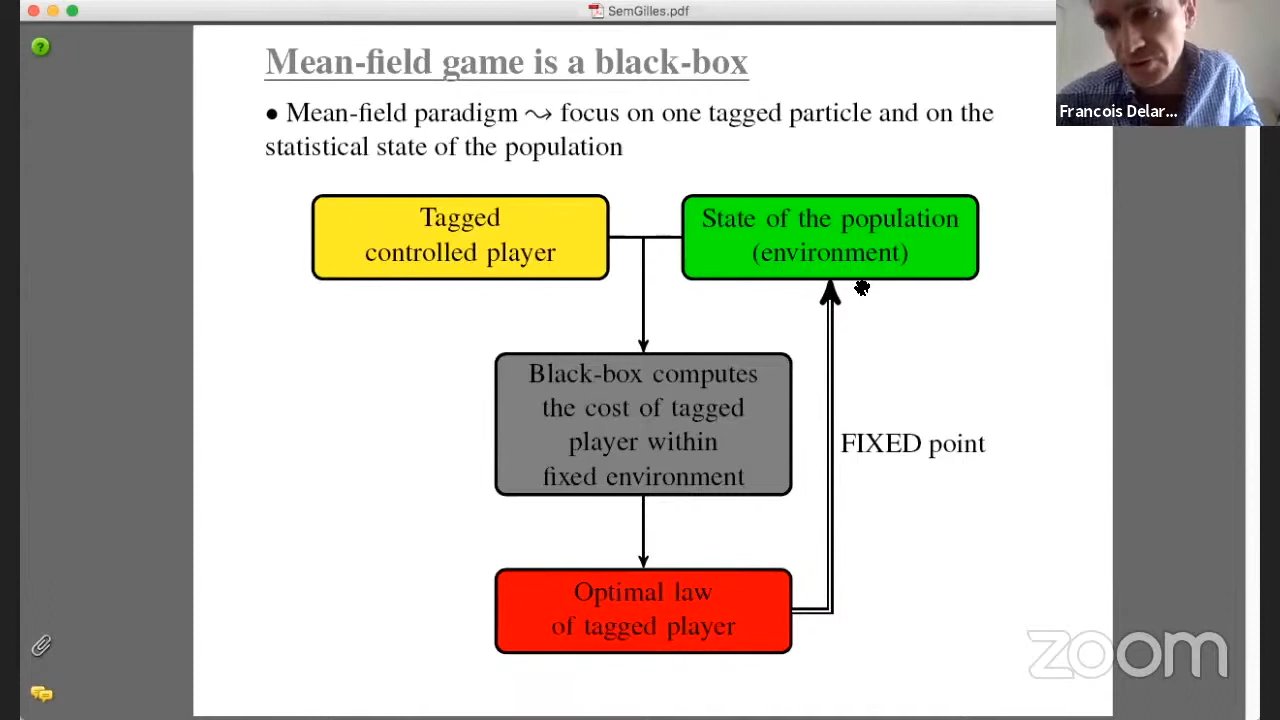 SemGilles.pdf
Mean-field game is a black-box
Francois Delar...
• Mean-field paradigm ⤳ focus on one tagged particle and on the
statistical state of the population
Tagged
controlled player
State of the population
(environment)
Black-box computes
the cost of tagged
player within
fixed environment
FIXED point
Optimal law
of tagged player
zoom